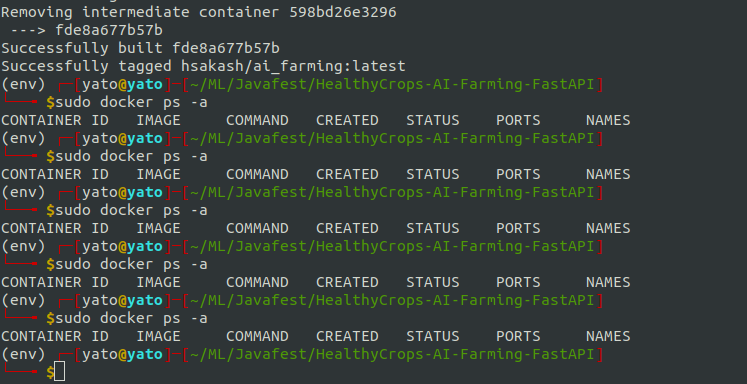 Removing intermediate container 598bd26e3296
 ---> fde8a677b57b
Successfully built fde8a677b57b
Successfully tagged hsakash/ai_farming:latest
(env) ┌─[yato@yato]─[~/ML/Javafest/HealthyCrops-AI-Farming-FastAPI]
└──╼ $sudo docker ps -a
CONTAINER ID   IMAGE     COMMAND   CREATED   STATUS    PORTS     NAMES
(env) ┌─[yato@yato]─[~/ML/Javafest/HealthyCrops-AI-Farming-FastAPI]
└──╼ $sudo docker ps -a
CONTAINER ID   IMAGE     COMMAND   CREATED   STATUS    PORTS     NAMES
(env) ┌─[yato@yato]─[~/ML/Javafest/HealthyCrops-AI-Farming-FastAPI]
└──╼ $sudo docker ps -a
CONTAINER ID   IMAGE     COMMAND   CREATED   STATUS    PORTS     NAMES
(env) ┌─[yato@yato]─[~/ML/Javafest/HealthyCrops-AI-Farming-FastAPI]
└──╼ $sudo docker ps -a
CONTAINER ID   IMAGE     COMMAND   CREATED   STATUS    PORTS     NAMES
(env) ┌─[yato@yato]─[~/ML/Javafest/HealthyCrops-AI-Farming-FastAPI]
└──╼ $sudo docker ps -a
CONTAINER ID   IMAGE     COMMAND   CREATED   STATUS    PORTS     NAMES
(env) ┌─[yato@yato]─[~/ML/Javafest/HealthyCrops-AI-Farming-FastAPI]
└──╼ $